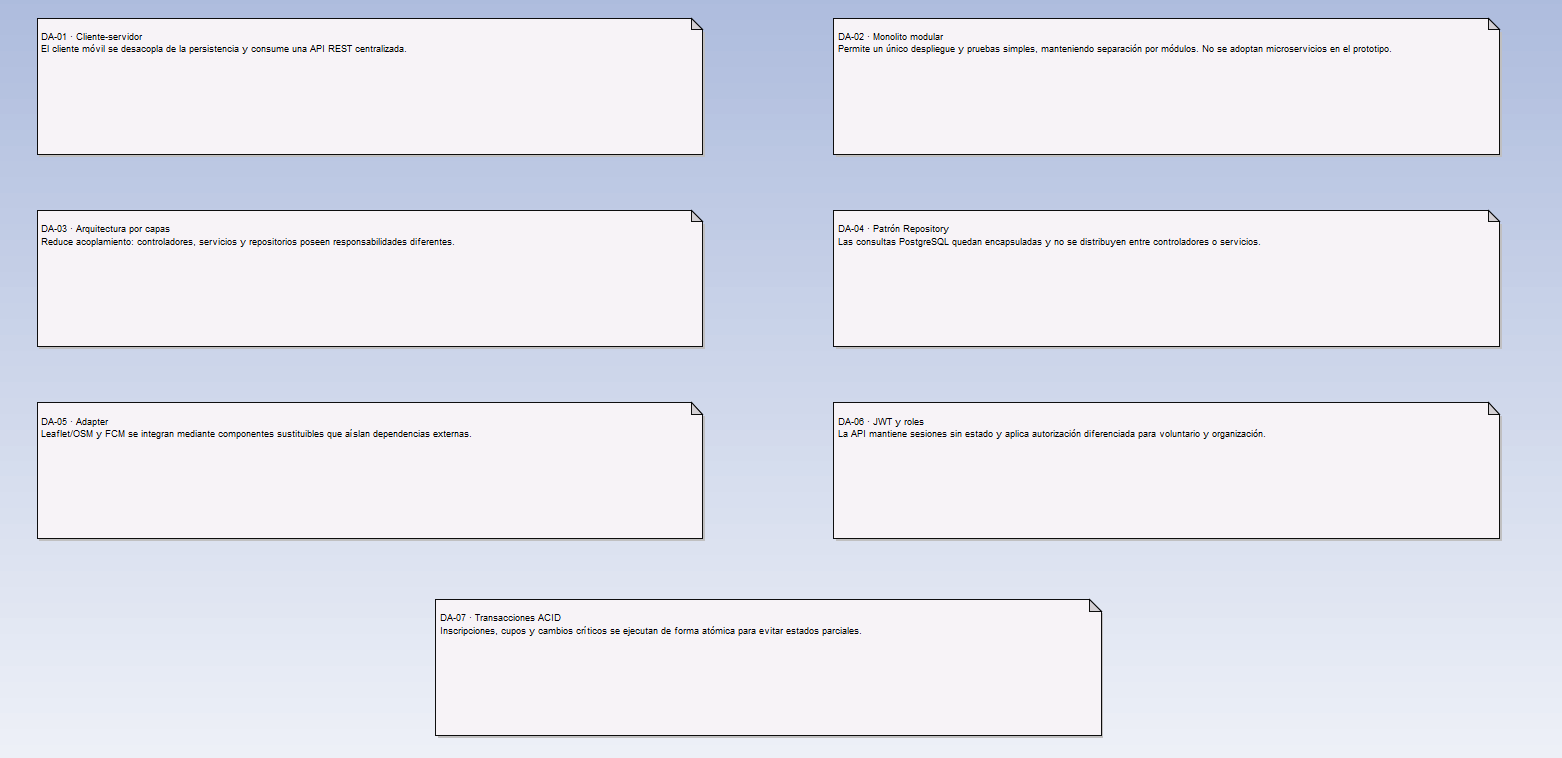 DA-01 · Cliente-servidor
El cliente móvil se desacopla de la persistencia y consume una API REST centralizada.
DA-02 · Monolito modular
Permite un único despliegue y pruebas simples, manteniendo separación por módulos. No se adoptan microservicios en el prototipo.
DA-03 · Arquitectura por capas
Reduce acoplamiento: controladores, servicios y repositorios poseen responsabilidades diferentes.
DA-04 · Patrón Repository
Las consultas PostgreSQL quedan encapsuladas y no se distribuyen entre controladores o servicios.
DA-05 · Adapter
Leaflet/OSM y FCM se integran mediante componentes sustituibles que aíslan dependencias externas.
DA-06 · JWT y roles
La API mantiene sesiones sin estado y aplica autorización diferenciada para voluntario y organización.
DA-07 · Transacciones ACID
Inscripciones, cupos y cambios críticos se ejecutan de forma atómica para evitar estados parciales.